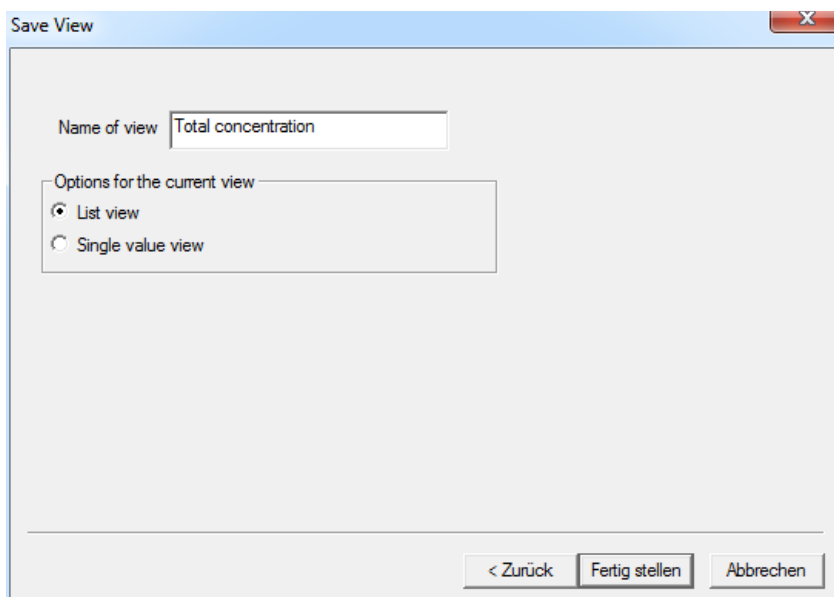 Save View
Name of view Total concentration
Options for the current view
List view
Single value view
< Zurück Fertig stellen Abbrechen